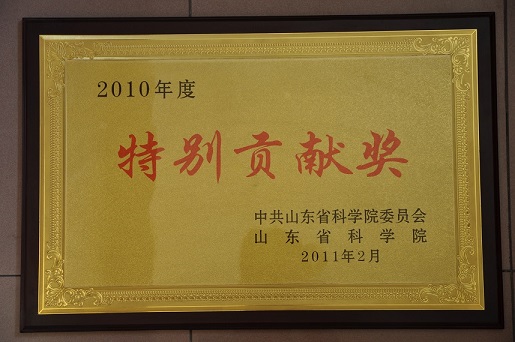 2010年度
特别贡献奖
中共山东省科学院委员会
山东省科学院
2011年2月